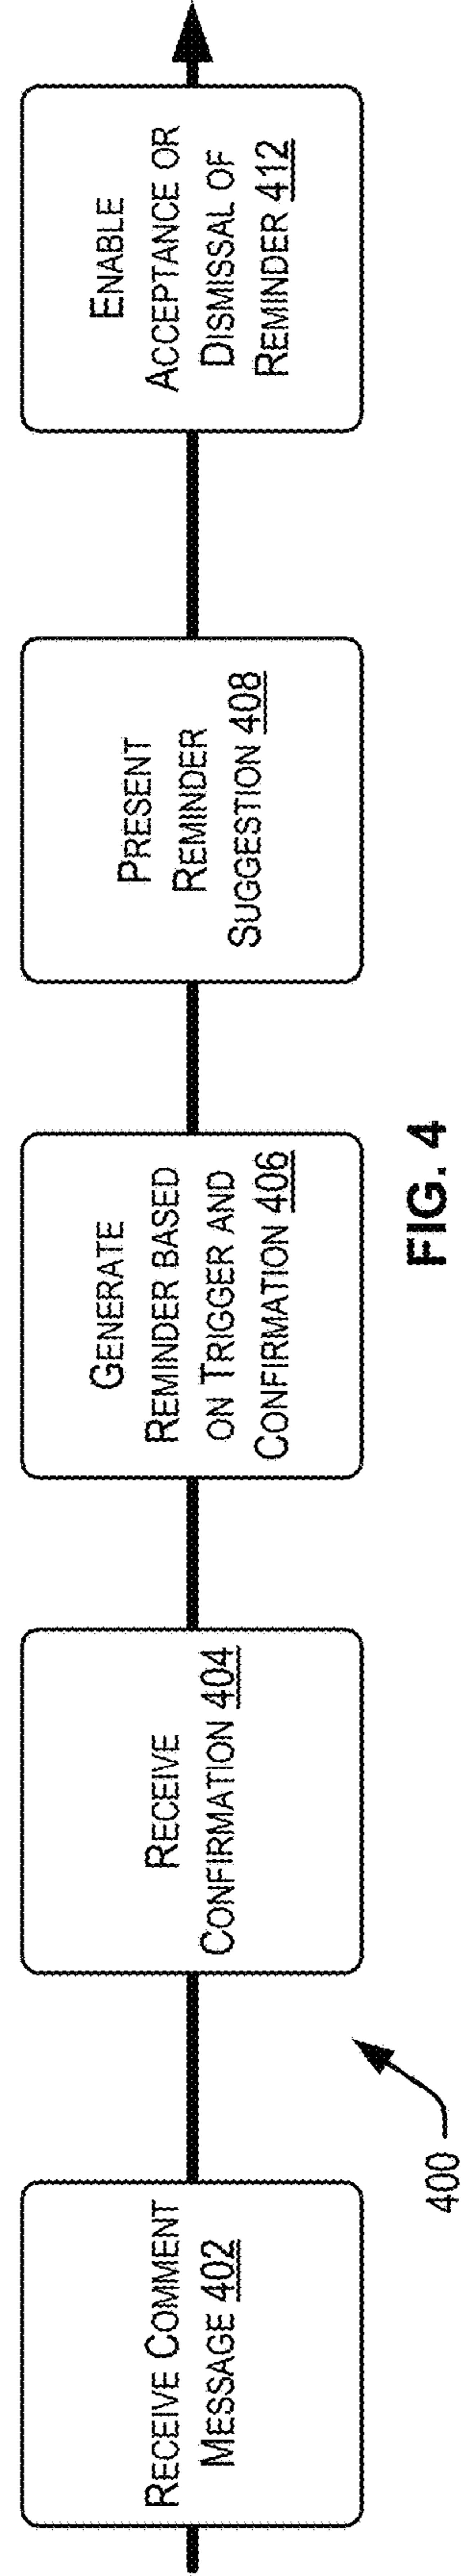 RECEIVE COMMENT
MESSAGE 402
RECEIVE
CONFIRMATION 404
GENERATE
REMINDER BASED
ON TRIGGER AND
CONFIRMATION 406
PRESENT
REMINDER
SUGGESTION 408
ENABLE
ACCEPTANCE OR
DISMISSAL OF
REMINDER 412
400
FIG. 4